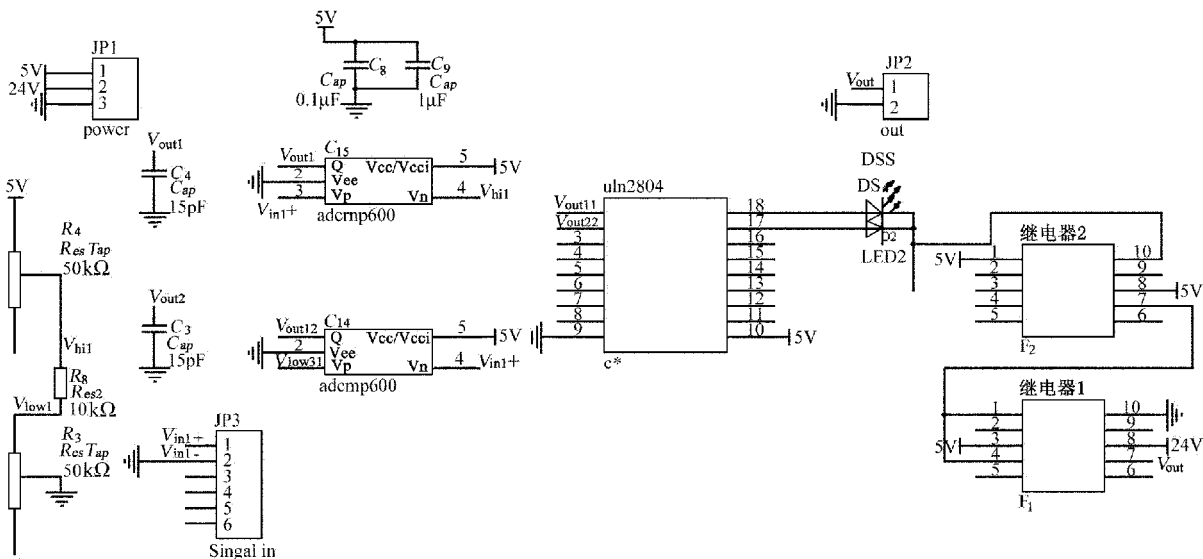 JP1
5V 1
24V 2
3
power
5V
C8
Cap
0.1μF
C9
Cap
1μF
JP2
Vout 1
2
out
Vout1
C4
Cap
15pF
C15
Vout1 Q Vcc/Vcci 5 5V
2 Vee
3 Vp Vn 4 Vhi1
Vin1+
adcmp600
5V
R4
Res Tap
50kΩ
Vhi1
R8
Res2
10kΩ
Vlow1
R3
Res Tap
50kΩ
Vout2
C3
Cap
15pF
C14
Vout12 Q Vcc/Vcci 5 5V
2 Vee
Vlow31 Vp Vn 4 Vin1+
adcmp600
JP3
Vin1+ 1
Vin1- 2
3
4
5
6
Singal in
uln2804
Vout11 18
Vout22 17
3 16
4 15
5 14
6 13
7 12
8 11
9 10 5V
c*
DSS
DS
D2
LED2
继电器2
5V 1 10
2 9
3 8 5V
4 7
5 6
F2
继电器1
1 10
2 9
5V 3 8 24V
4 7 Vout
5 6
F1